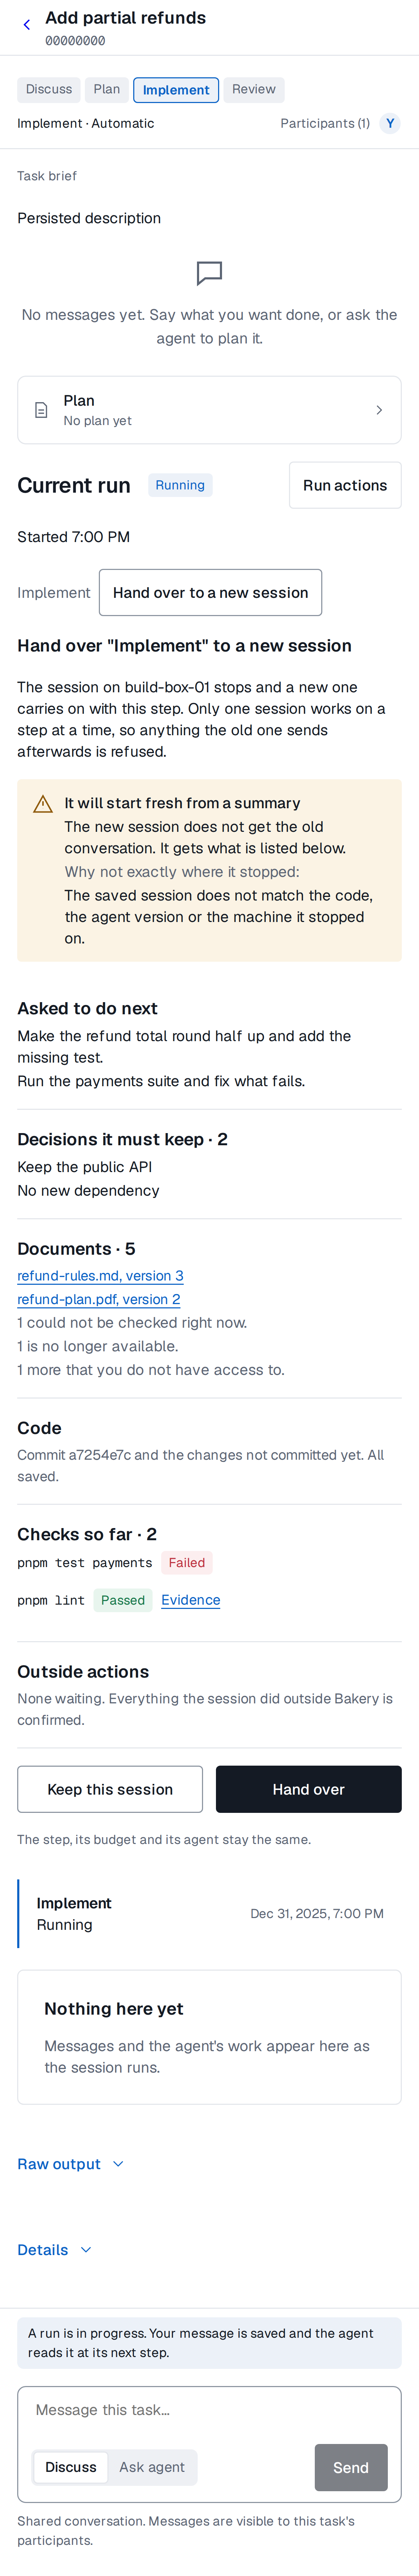 Add partial refunds
00000000
Discuss
Plan
Implement
Review
Implement · Automatic
Participants (1)
Y
Task brief
Persisted description
No messages yet. Say what you want done, or ask the
agent to plan it.
Plan
No plan yet
Current run
Running
Run actions
Started 7:00 PM
Implement
Hand over to a new session
Hand over "Implement" to a new session
The session on build-box-01 stops and a new one
carries on with this step. Only one session works on a
step at a time, so anything the old one sends
afterwards is refused.
It will start fresh from a summary
The new session does not get the old
conversation. It gets what is listed below.
Why not exactly where it stopped:
The saved session does not match the code,
the agent version or the machine it stopped
on.
Asked to do next
Make the refund total round half up and add the
missing test.
Run the payments suite and fix what fails.
Decisions it must keep · 2
Keep the public API
No new dependency
Documents · 5
refund-rules.md, version 3
refund-plan.pdf, version 2
1 could not be checked right now.
1 is no longer available.
1 more that you do not have access to.
Code
Commit a7254e7c and the changes not committed yet. All
saved.
Checks so far · 2
pnpm test payments
Failed
pnpm lint
Passed
Evidence
Outside actions
None waiting. Everything the session did outside Bakery is
confirmed.
Keep this session
Hand over
The step, its budget and its agent stay the same.
Implement
Running
Dec 31, 2025, 7:00 PM
Nothing here yet
Messages and the agent's work appear here as
the session runs.
Raw output
Details
A run is in progress. Your message is saved and the agent
reads it at its next step.
Message this task...
Discuss
Ask agent
Send
Shared conversation. Messages are visible to this task's
participants.